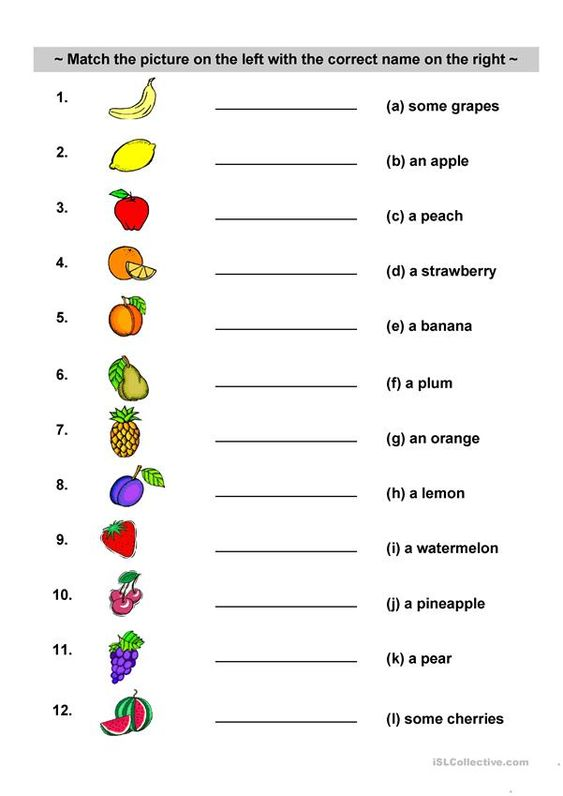 ~ Match the picture on the left with the correct name on the right ~
1. (a) some grapes
2. (b) an apple
3. (c) a peach
4. (d) a strawberry
5. (e) a banana
6. (f) a plum
7. (g) an orange
8. (h) a lemon
9. (i) a watermelon
10. (j) a pineapple
11. (k) a pear
12. (l) some cherries
iSLCollective.com